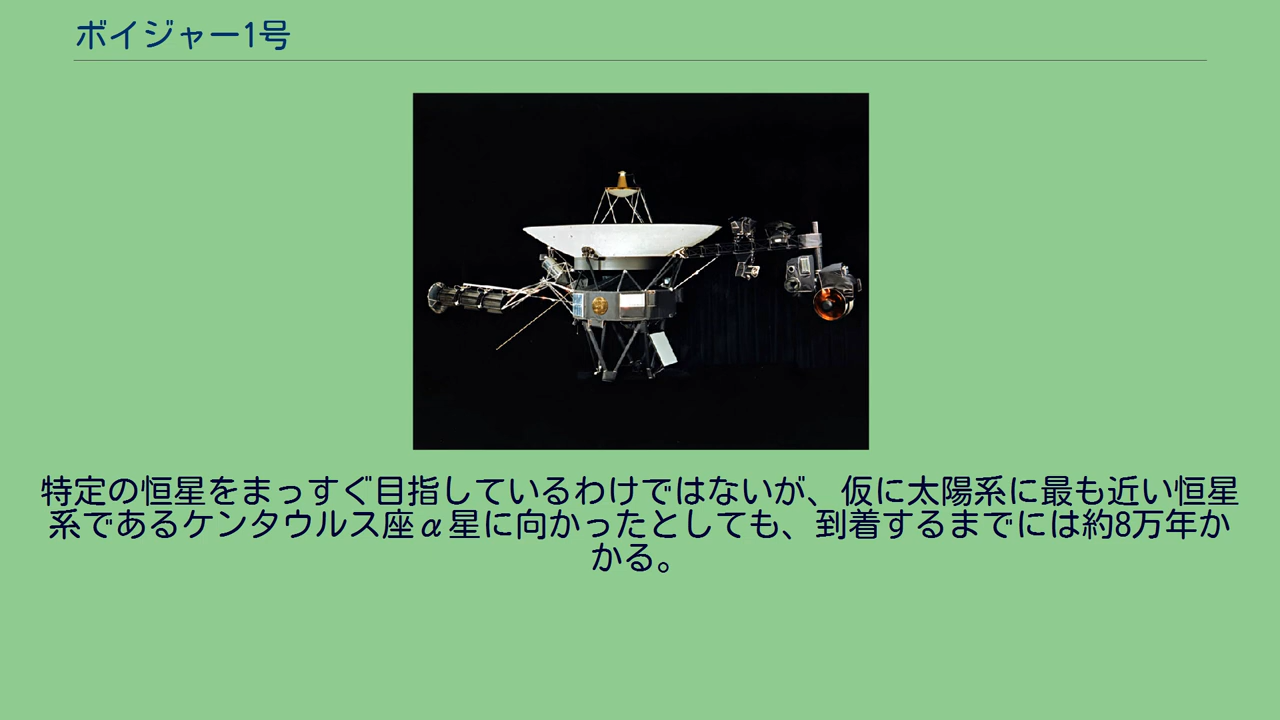 ボイジャー1号
特定の恒星をまっすぐ目指しているわけではないが、仮に太陽系に最も近い恒星
系であるケンタウルス座α星に向かったとしても、到着するまでには約8万年か
かる。